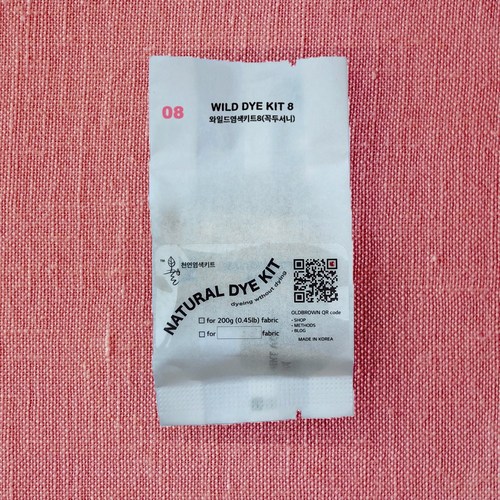 08
WILD DYE KIT 8
와일드염색키트8(꼭두서니)
TM
천연염색키트
NATURAL DYE KIT
dyeing without dying
for 200g (0.45lb) fabric
for fabric
OLDBROWN QR code
• SHOP
• METHODS
• BLOG
MADE IN KOREA